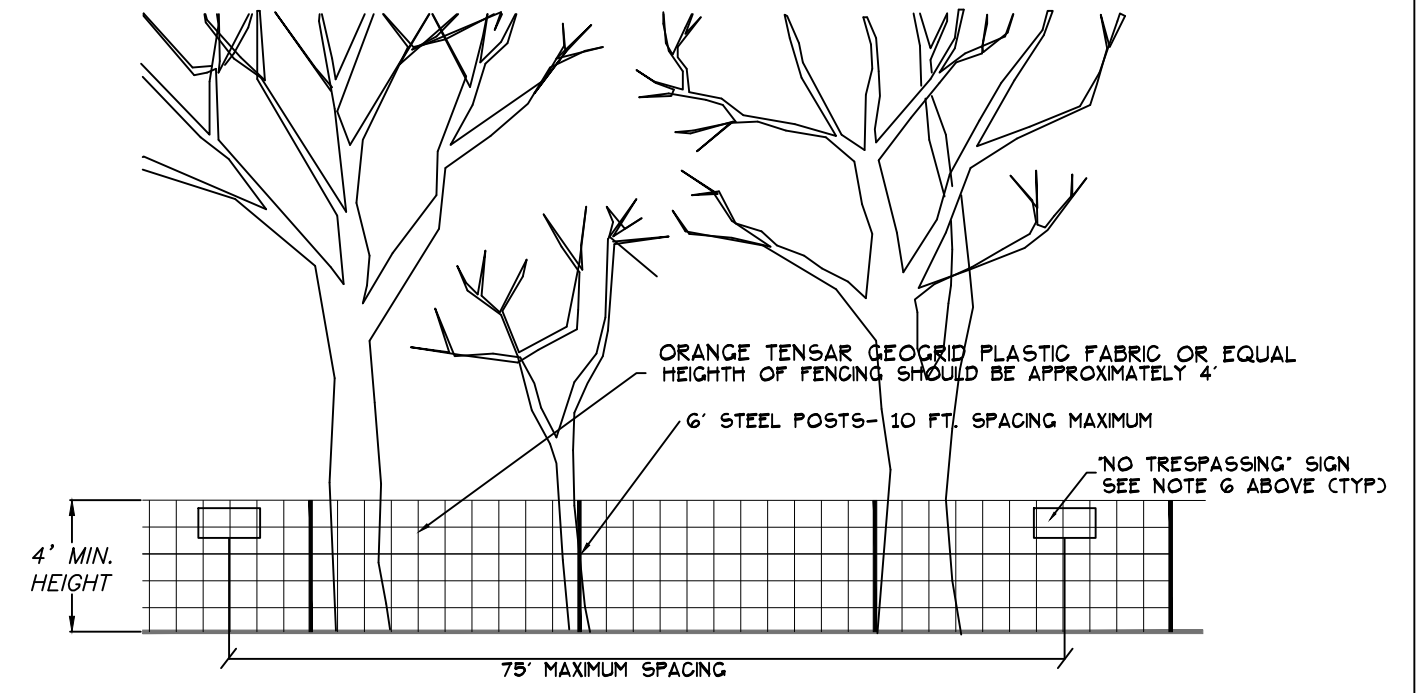 ORANGE TENSAR GEOGRID PLASTIC FABRIC OR EQUAL
HEIGHTH OF FENCING SHOULD BE APPROXIMATELY 4'
6' STEEL POSTS- 10 FT. SPACING MAXIMUM
"NO TRESPASSING" SIGN
SEE NOTE 6 ABOVE (TYP)
4' MIN.
HEIGHT
75' MAXIMUM SPACING